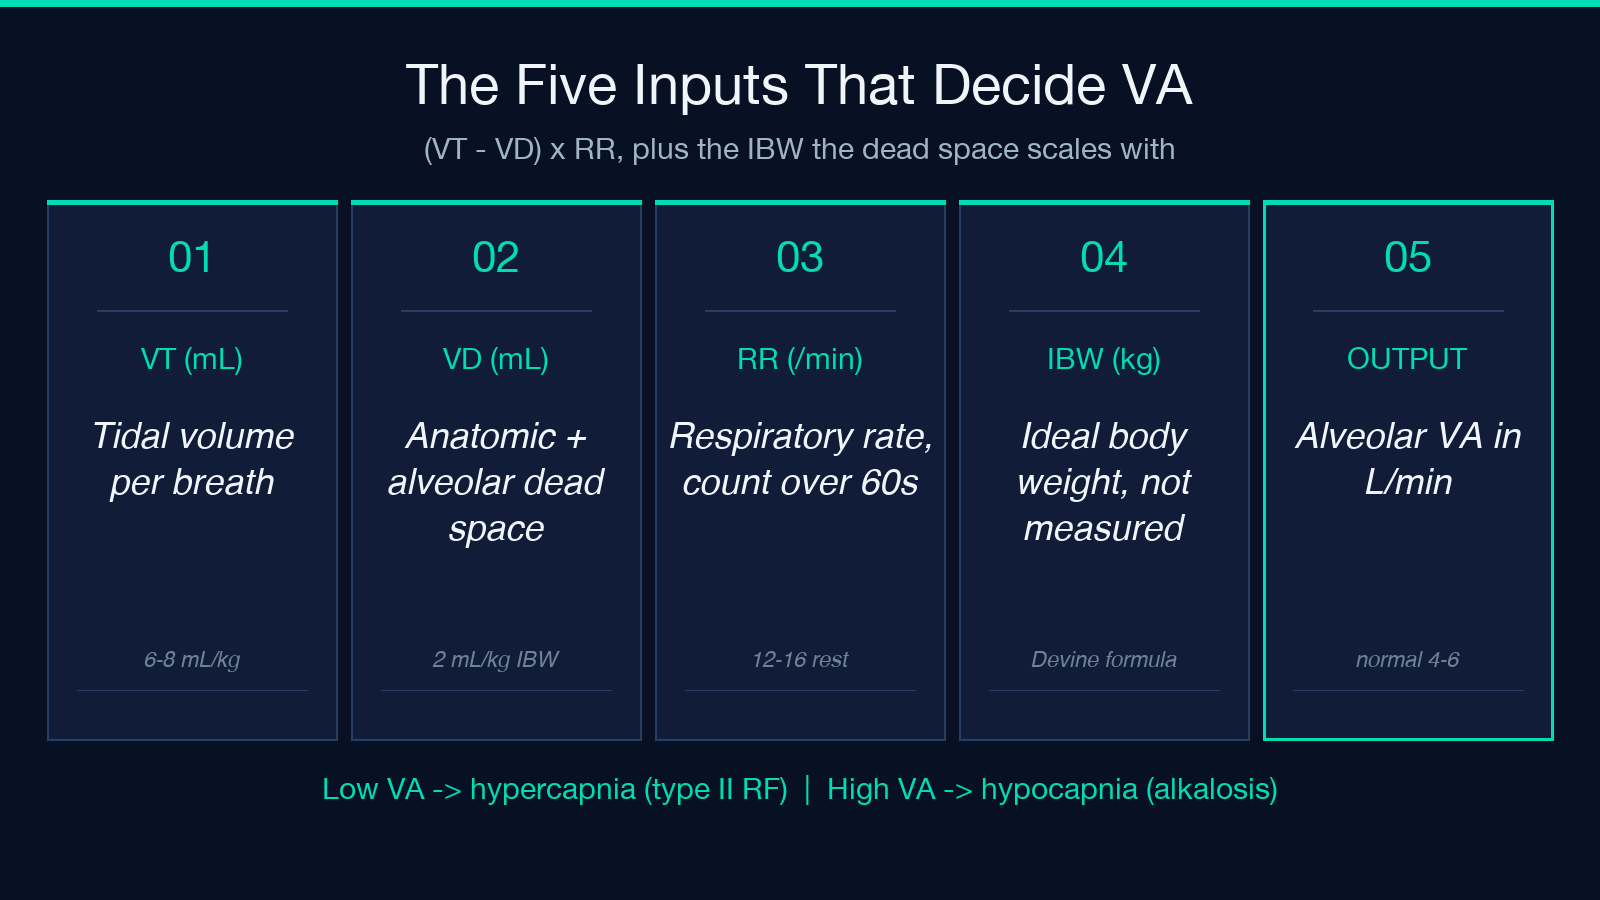 The Five Inputs That Decide VA
(VT - VD) x RR, plus the IBW the dead space scales with
01
VT (mL)
Tidal volume
per breath
6-8 mL/kg
02
VD (mL)
Anatomic +
alveolar dead
space
2 mL/kg IBW
03
RR (/min)
Respiratory rate,
count over 60s
12-16 rest
04
IBW (kg)
Ideal body
weight, not
measured
Devine formula
05
OUTPUT
Alveolar VA in
L/min
normal 4-6
Low VA -> hypercapnia (type II RF) | High VA -> hypocapnia (alkalosis)